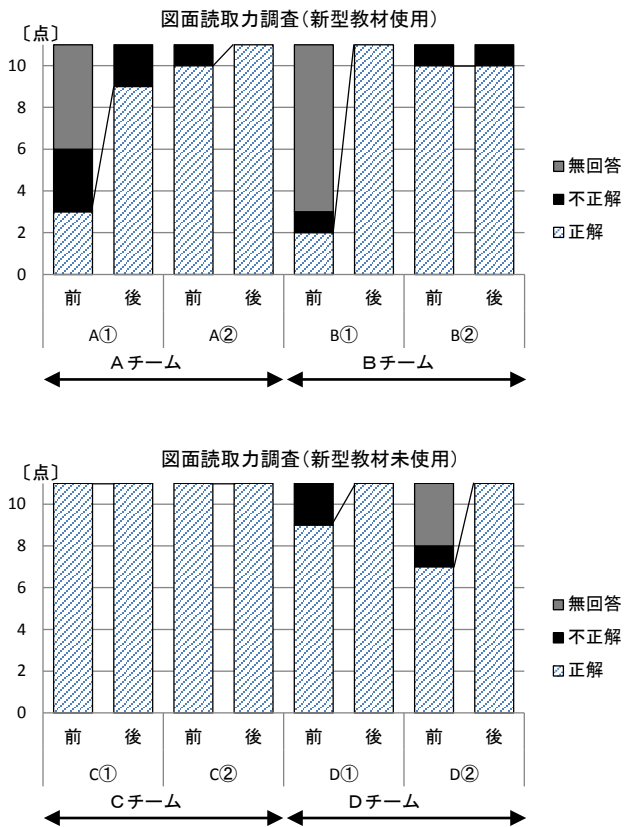 図面読取力調査（新型教材使用）
〔点〕
10
8
6
4
2
0
無回答
不正解
正解
前 後 前 後 前 後 前 後
A① A② B① B②
Aチーム Bチーム
図面読取力調査（新型教材未使用）
〔点〕
10
8
6
4
2
0
無回答
不正解
正解
前 後 前 後 前 後 前 後
C① C② D① D②
Cチーム Dチーム